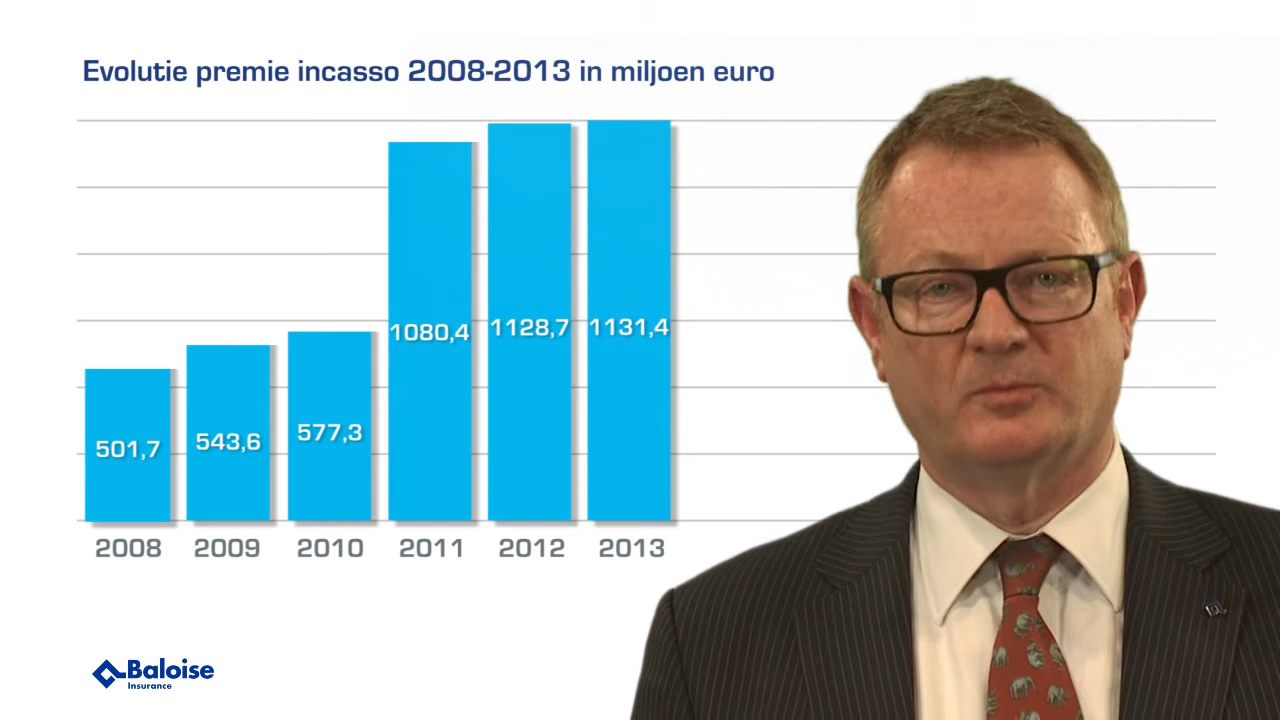 Evolutie premie incasso 2008-2013 in miljoen euro
501,7
543,6
577,3
1080,4
1128,7
1131,4
2008 2009 2010 2011 2012 2013
Baloise
Insurance